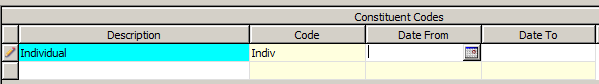 Constituent Codes
Description Code Date From Date To
Individual Indiv